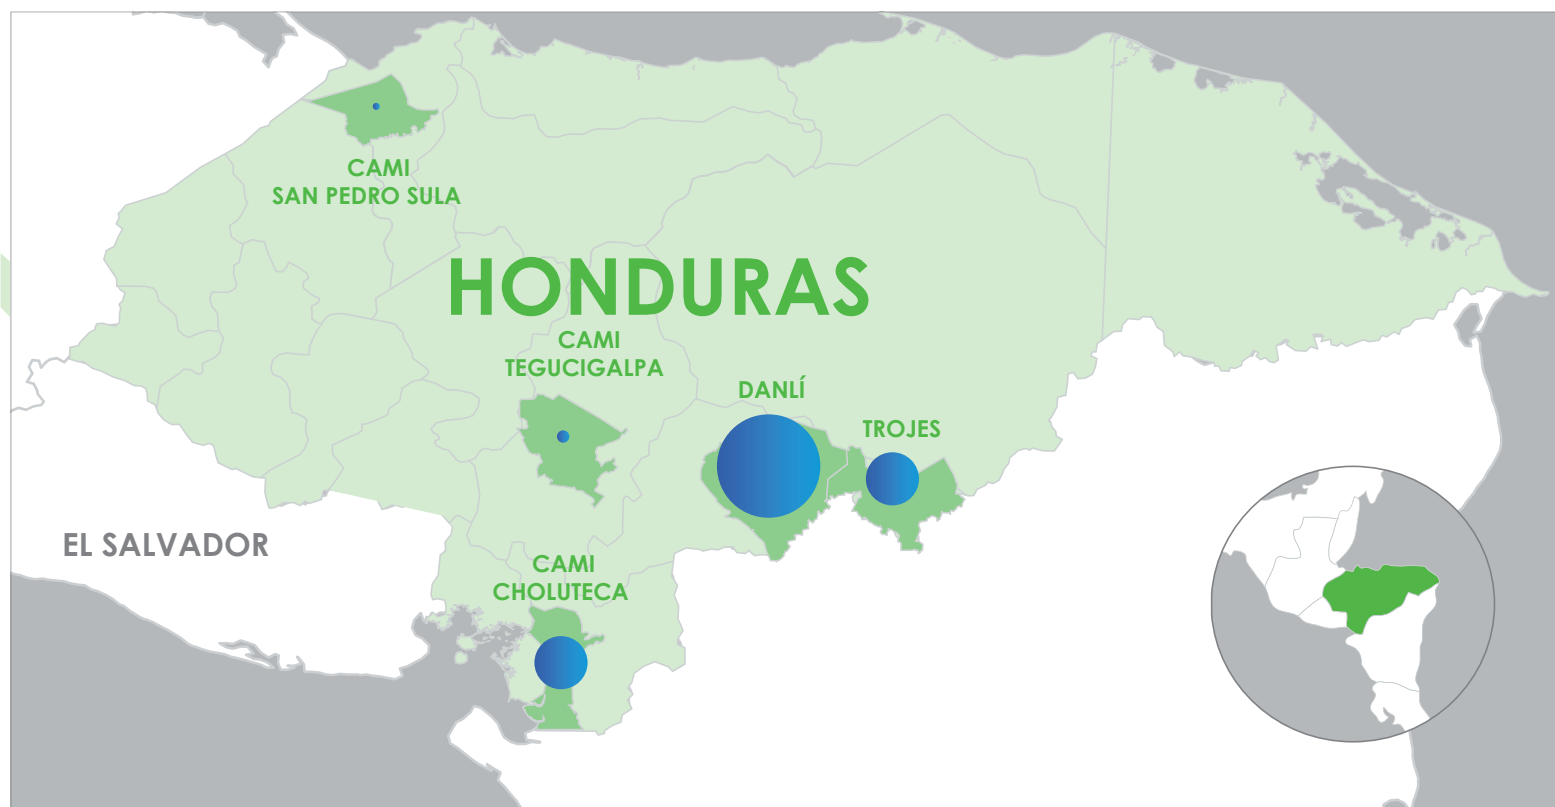 CAMI
SAN PEDRO SULA
HONDURAS
CAMI
TEGUCIGALPA
DANLÍ
TROJES
EL SALVADOR
CAMI
CHOLUTECA